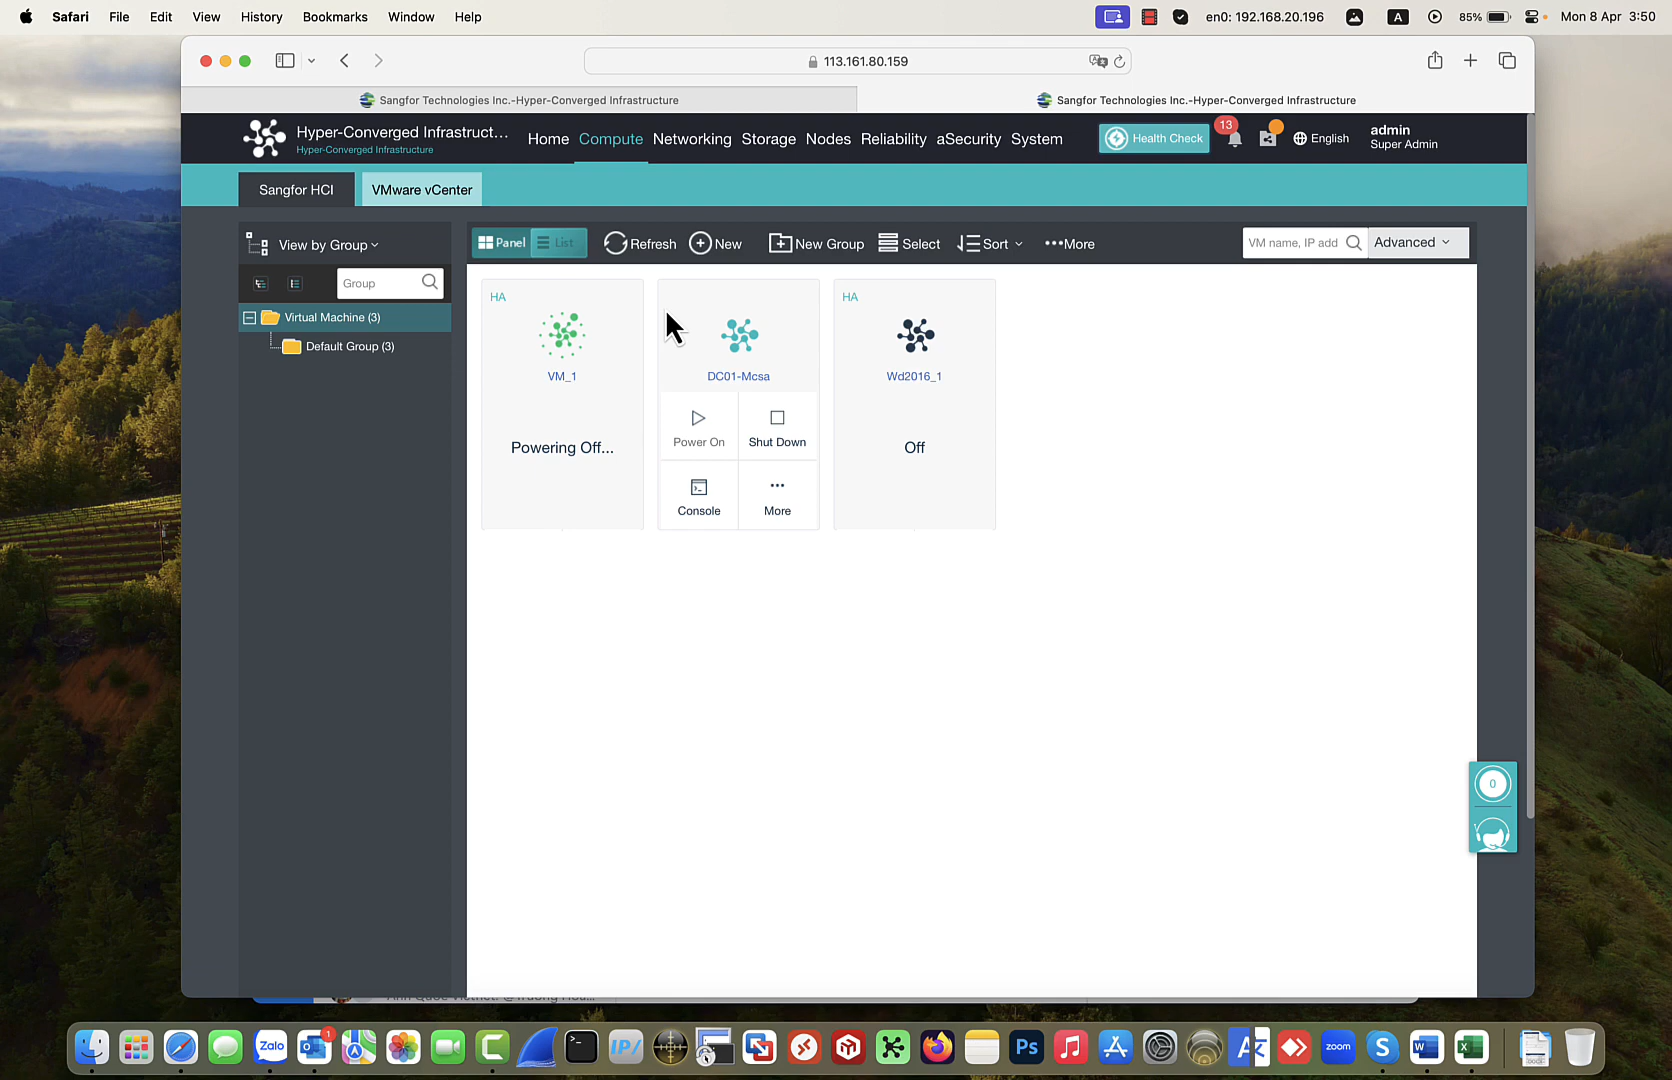 Safari File Edit View History Bookmarks Window Help en0: 192.168.20.196 A 85% Mon 8 Apr 3:50
113.161.80.159
Sangfor Technologies Inc.-Hyper-Converged Infrastructure Sangfor Technologies Inc.-Hyper-Converged Infrastructure
Hyper-Converged Infrastruct...
Hyper-Converged Infrastructure
Home Compute Networking Storage Nodes Reliability aSecurity System Health Check 13 English
admin
Super Admin
Sangfor HCI VMware vCenter
View by Group
Panel List Refresh New New Group Select Sort More VM name, IP add Advanced
Group
Virtual Machine (3)
Default Group (3)
HA
VM_1
Powering Off...
DC01-Mcsa
Power On Shut Down
Console More
HA
Wd2016_1
Off
0
Zalo 1 IP/ Ps zoom S W X